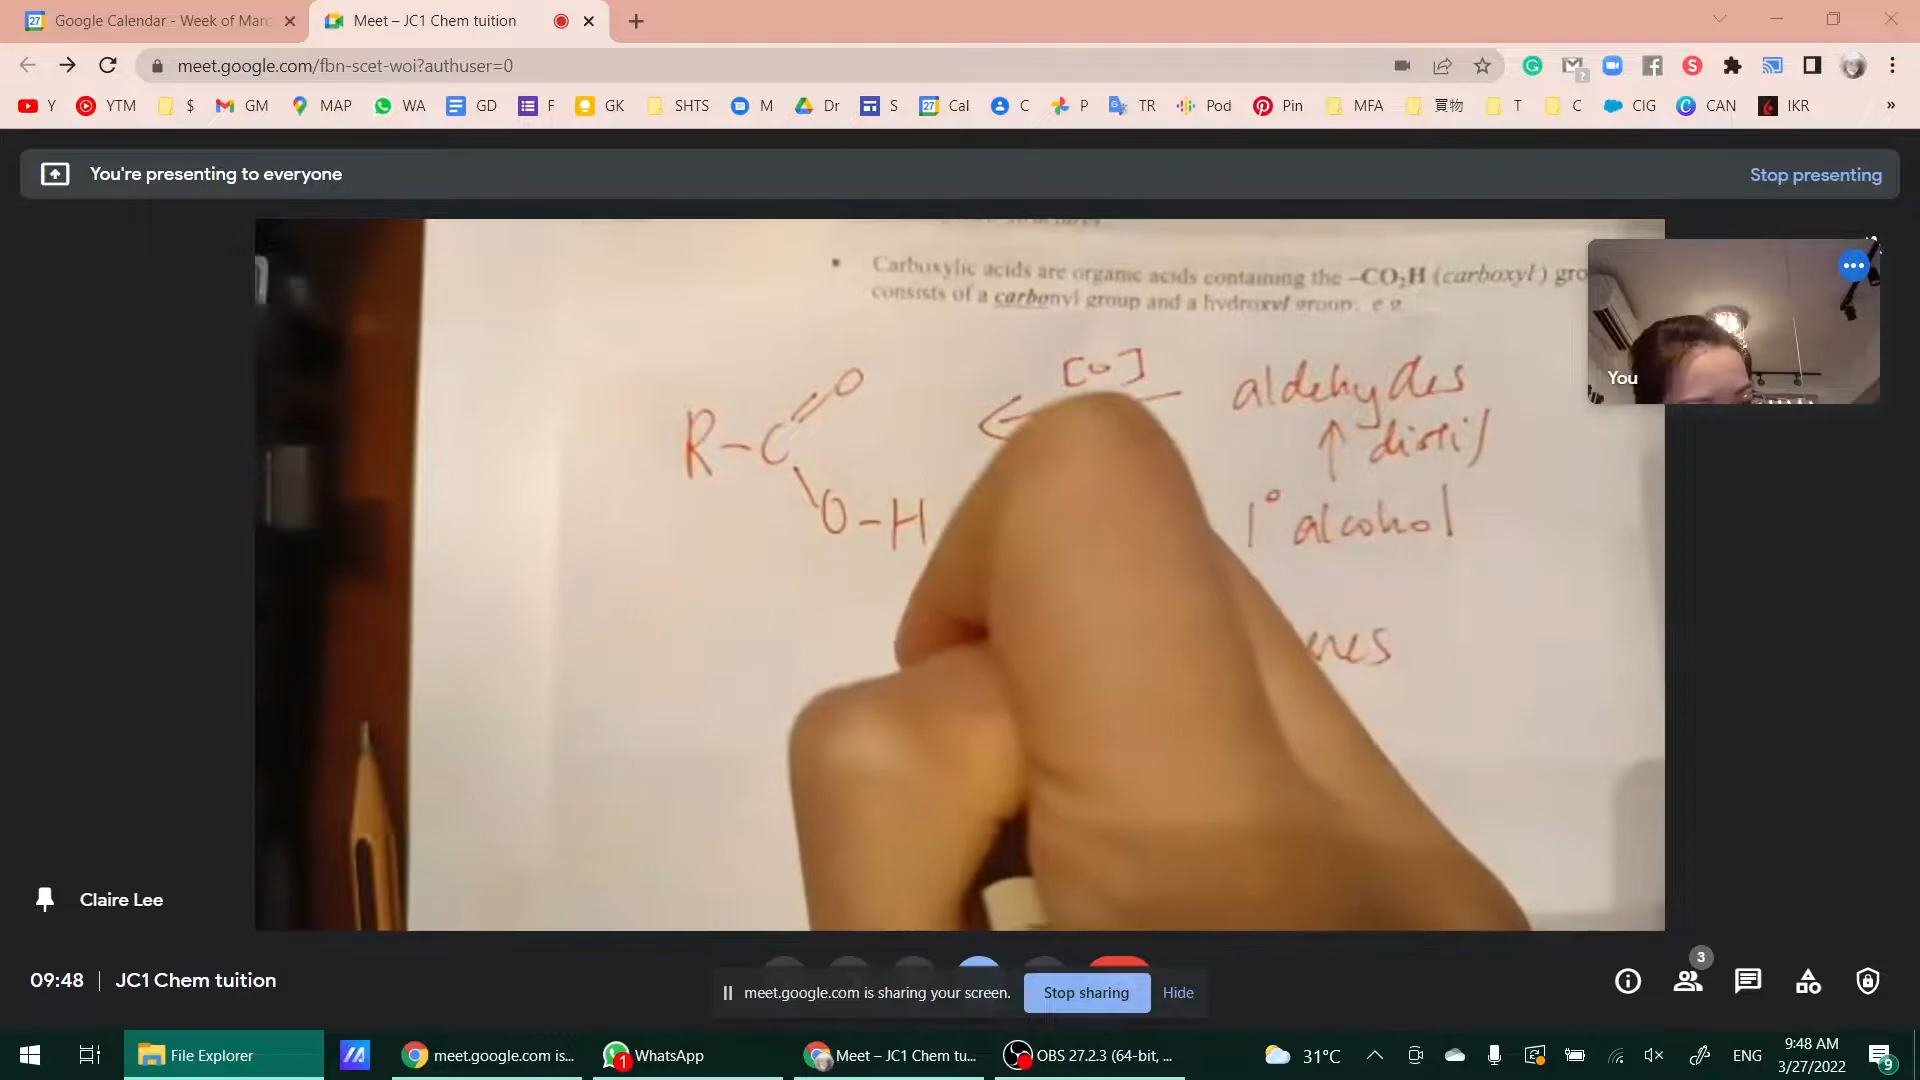 Google Calendar - Week of Marc
Meet – JC1 Chem tuition
meet.google.com/fbn-scet-woi?authuser=0
Y YTM $ GM MAP WA GD F GK SHTS M Dr S Cal C P TR Pod Pin MFA 買物 T C CIG CAN IKR »
You're presenting to everyone
Stop presenting
Carboxylic acids are organic acids containing the –CO₂H (carboxyl) gro
consists of a carbonyl group and a hydroxyl group: e.g.
[O]
aldehydes
distil
R–C
O
O–H
1° alcohol
You
Claire Lee
09:48 | JC1 Chem tuition
3
meet.google.com is sharing your screen.
Stop sharing
Hide
File Explorer
meet.google.com is...
1
WhatsApp
Meet – JC1 Chem tu...
OBS 27.2.3 (64-bit, ...
31°C
ENG
9:48 AM
3/27/2022
9